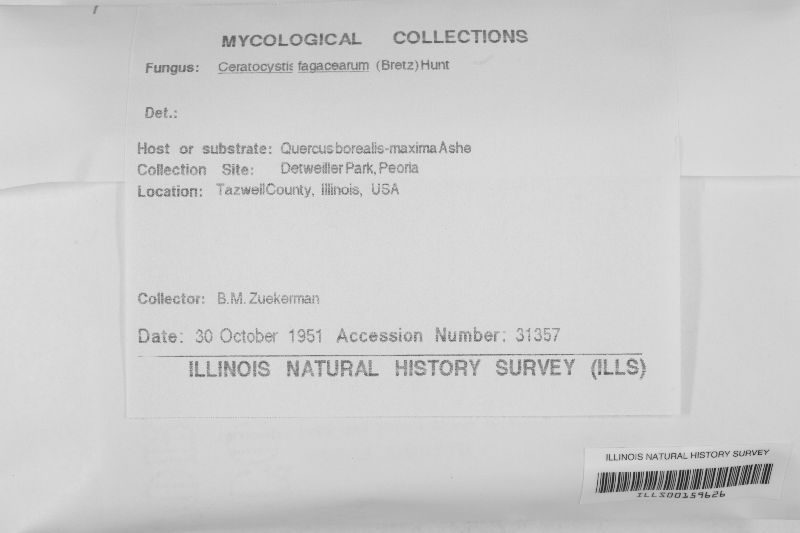 MYCOLOGICAL COLLECTIONS
Fungus: Ceratocystis fagacearum (Bretz) Hunt
Det.:
Host or substrate: Quercus borealis-maxima Ashe
Collection Site: Detweiller Park, Peoria
Location: Tazwell County, Illinois, USA
Collector: B.M. Zuekerman
Date: 30 October 1951 Accession Number: 31357
ILLINOIS NATURAL HISTORY SURVEY (ILLS)
ILLINOIS NATURAL HISTORY SURVEY
ILLS00159626